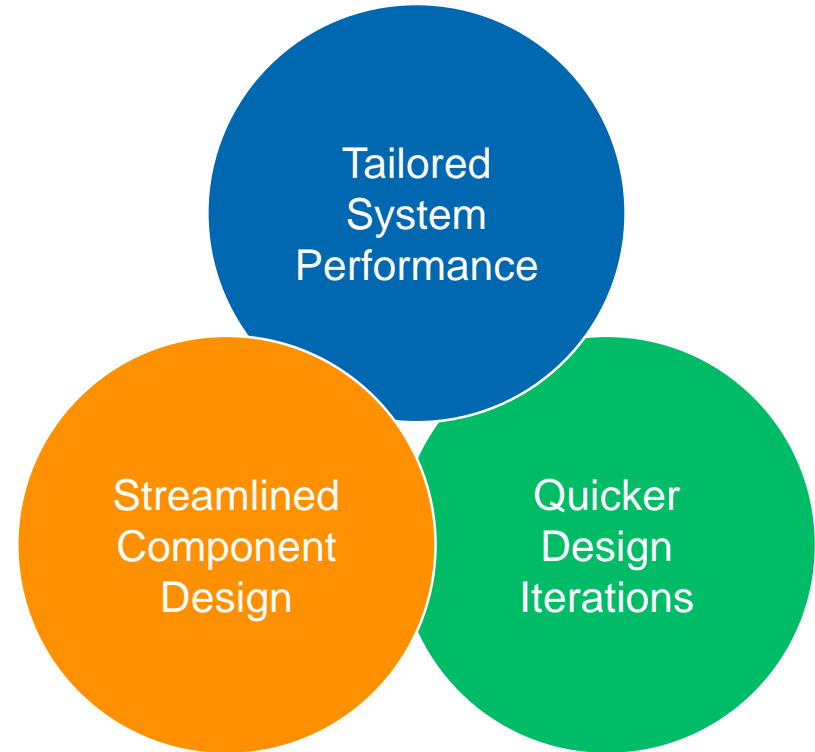 Tailored
System
Performance
Streamlined
Component
Design
Quicker
Design
Iterations